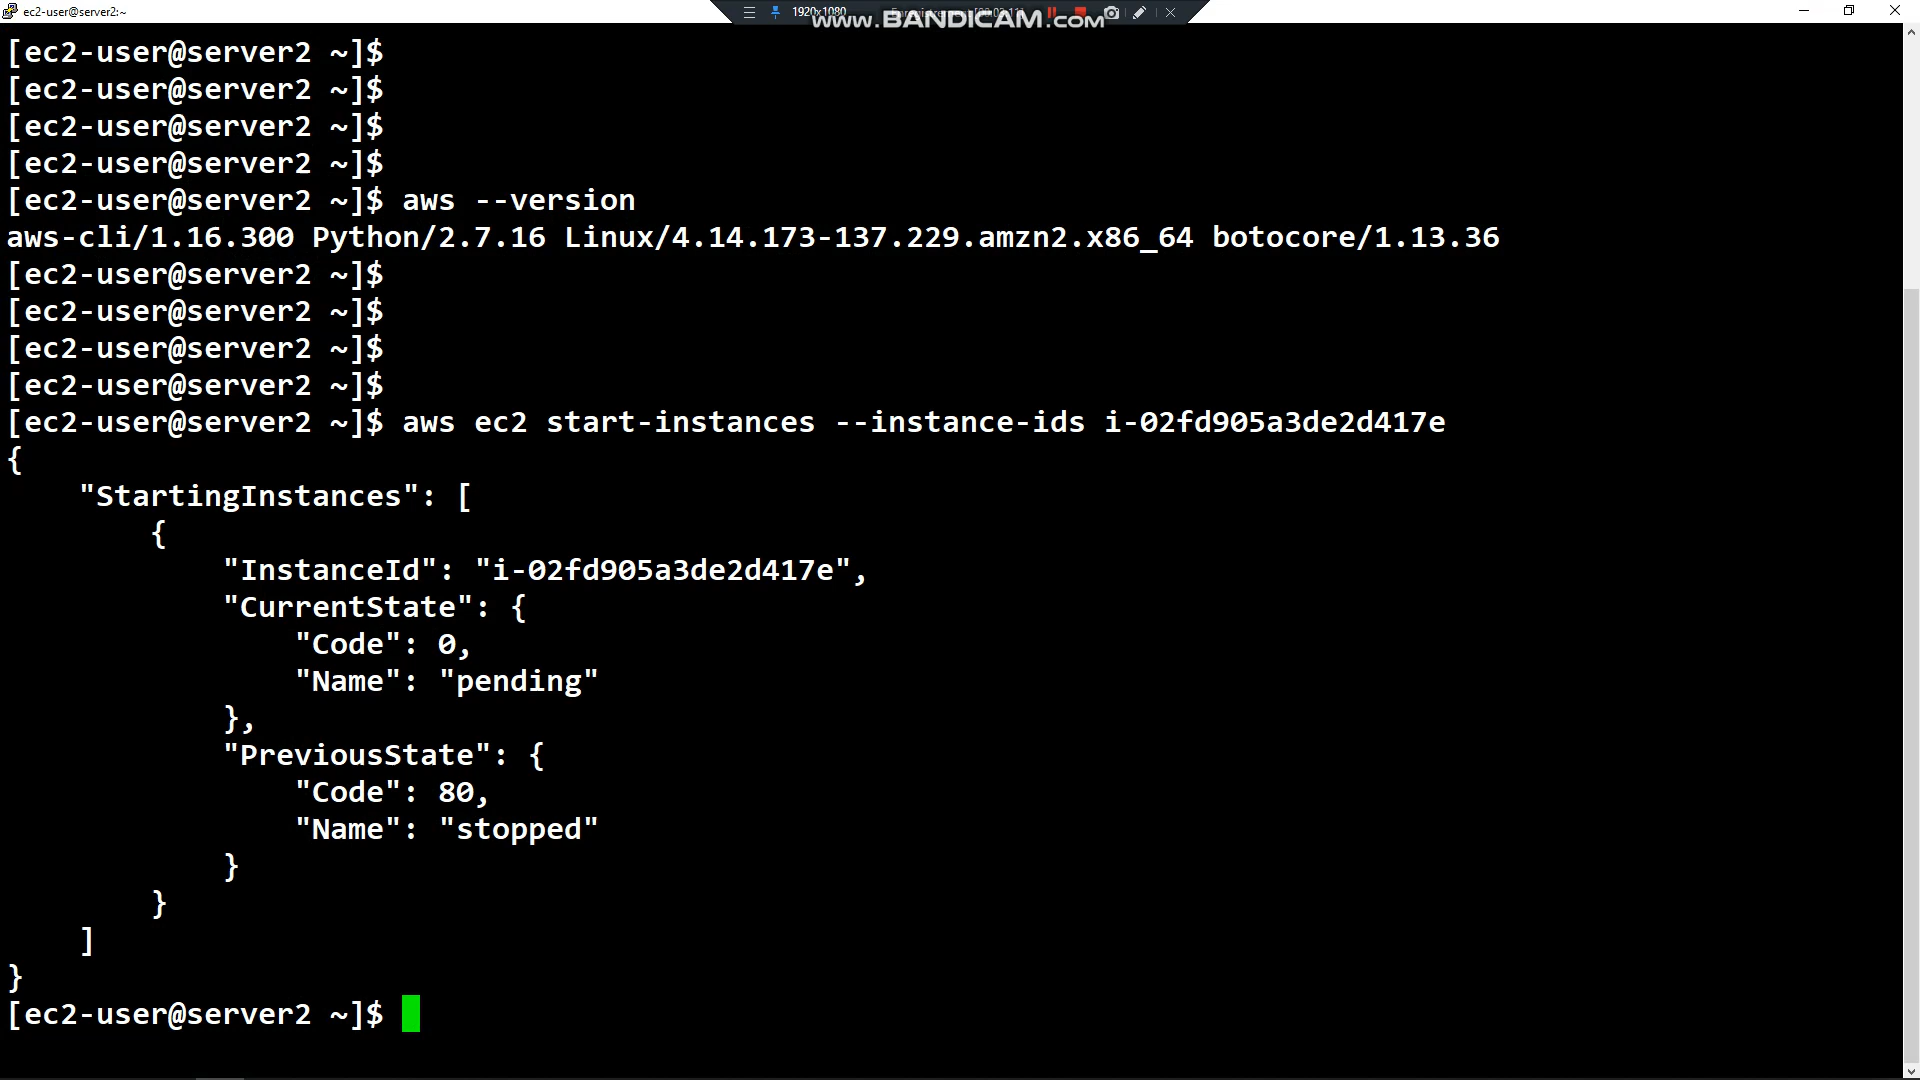 ec2-user@server2:~
1920x1080
www.BANDICAM.com
[ec2-user@server2 ~]$
[ec2-user@server2 ~]$
[ec2-user@server2 ~]$
[ec2-user@server2 ~]$
[ec2-user@server2 ~]$ aws --version
aws-cli/1.16.300 Python/2.7.16 Linux/4.14.173-137.229.amzn2.x86_64 botocore/1.13.36
[ec2-user@server2 ~]$
[ec2-user@server2 ~]$
[ec2-user@server2 ~]$
[ec2-user@server2 ~]$
[ec2-user@server2 ~]$ aws ec2 start-instances --instance-ids i-02fd905a3de2d417e
{
    "StartingInstances": [
        {
            "InstanceId": "i-02fd905a3de2d417e",
            "CurrentState": {
                "Code": 0,
                "Name": "pending"
            },
            "PreviousState": {
                "Code": 80,
                "Name": "stopped"
            }
        }
    ]
}
[ec2-user@server2 ~]$